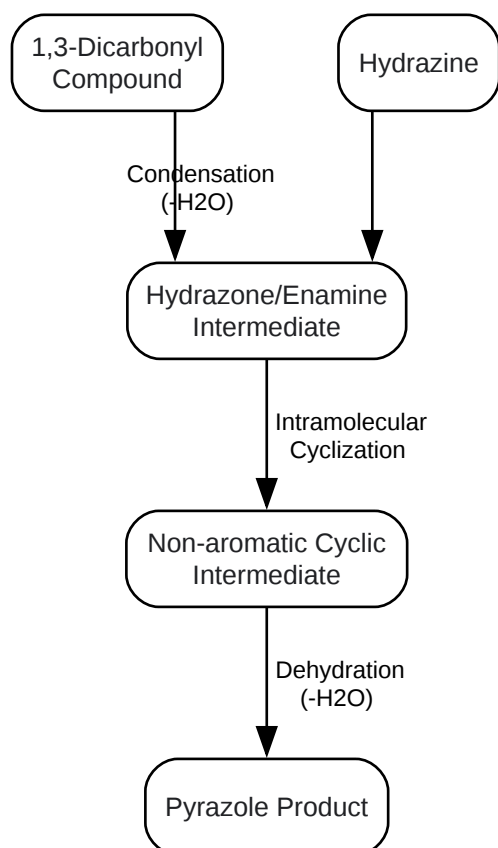 1,3-Dicarbonyl
Compound
Hydrazine
Condensation
(-H2O)
Hydrazone/Enamine
Intermediate
Intramolecular
Cyclization
Non-aromatic Cyclic
Intermediate
Dehydration
(-H2O)
Pyrazole Product